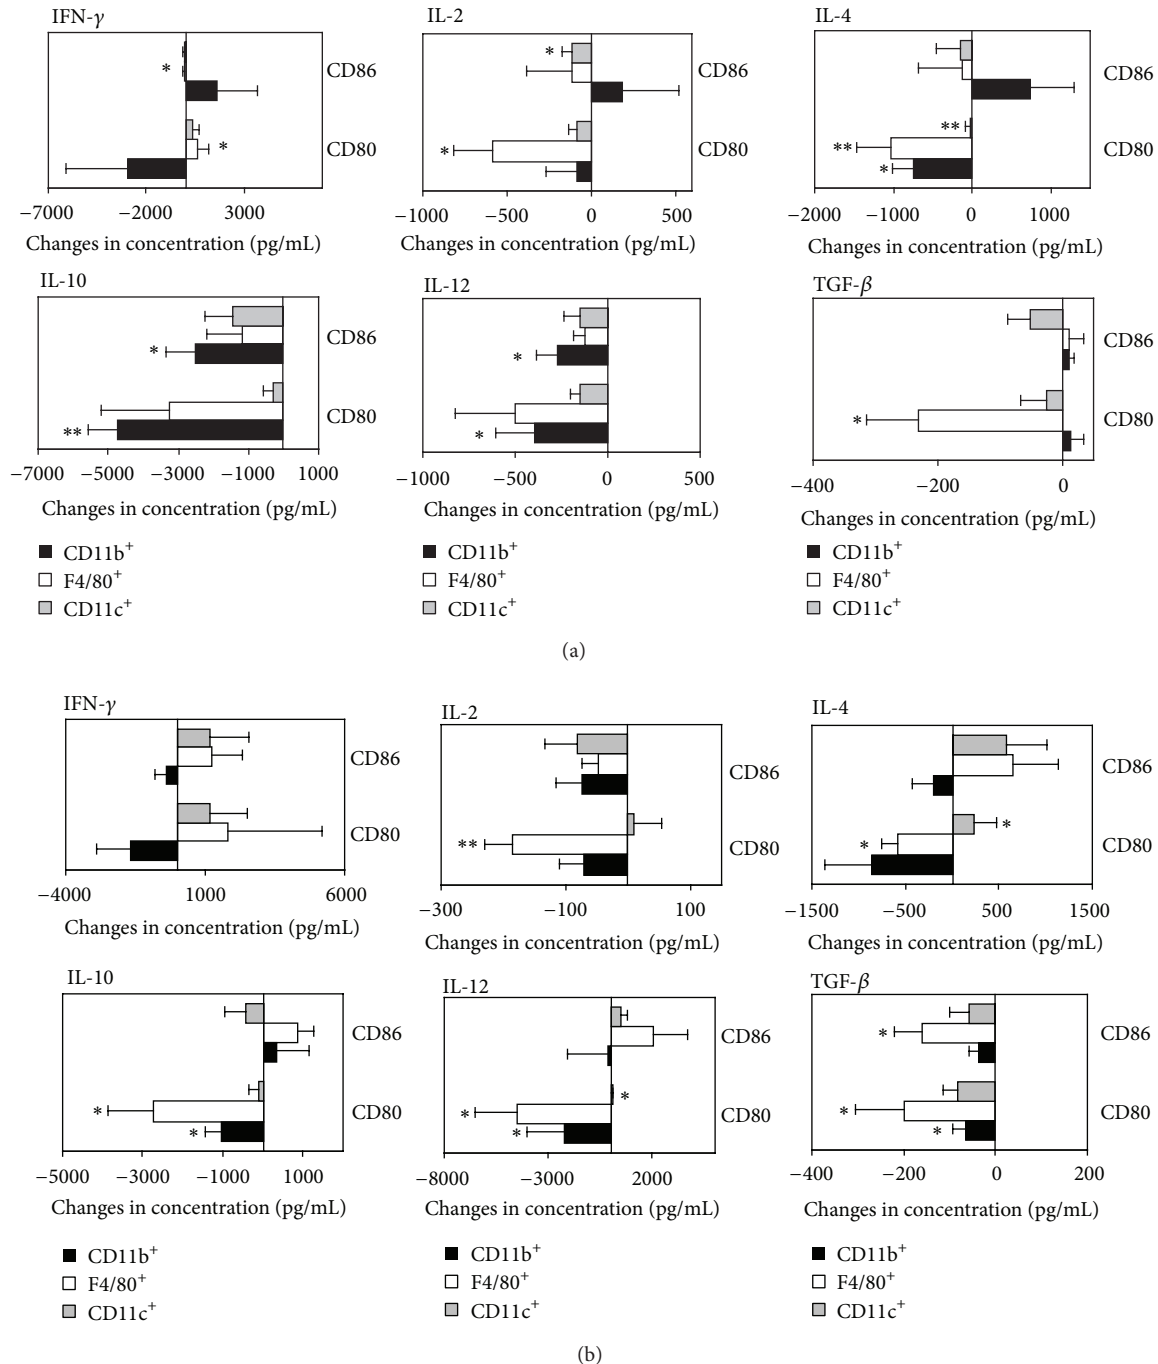 IFN-γ IL-2 IL-4
* CD86 * CD86 CD86
* CD80 * CD80 ** ** * CD80
−7000 −2000 3000 −1000 −500 0 500 −2000 −1000 0 1000
Changes in concentration (pg/mL) Changes in concentration (pg/mL) Changes in concentration (pg/mL)
IL-10 IL-12 TGF-β
* CD86 * CD86 CD86
** CD80 * CD80 * CD80
−7000 −5000 −3000 −1000 1000 −1000 −500 0 500 −400 −200 0
Changes in concentration (pg/mL) Changes in concentration (pg/mL) Changes in concentration (pg/mL)
CD11b+ CD11b+ CD11b+
F4/80+ F4/80+ F4/80+
CD11c+ CD11c+ CD11c+
(a)
IFN-γ IL-2 IL-4
CD86 CD86 CD86
CD80 ** CD80 * * CD80
−4000 1000 6000 −300 −100 100 −1500 −500 500 1500
Changes in concentration (pg/mL) Changes in concentration (pg/mL) Changes in concentration (pg/mL)
IL-10 IL-12 TGF-β
CD86 CD86 * CD86
* * CD80 * * * CD80 * * CD80
−5000 −3000 −1000 1000 −8000 −3000 2000 −400 −200 0 200
Changes in concentration (pg/mL) Changes in concentration (pg/mL) Changes in concentration (pg/mL)
CD11b+ CD11b+ CD11b+
F4/80+ F4/80+ F4/80+
CD11c+ CD11c+ CD11c+
(b)